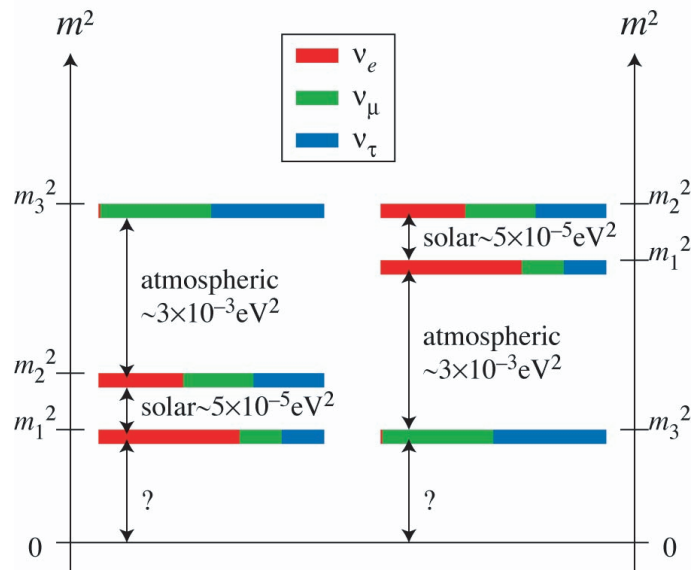 m²
m²
νₑ
ν_μ
ν_τ
m₃²
m₂²
solar~5×10⁻⁵eV²
m₁²
atmospheric
~3×10⁻³eV²
atmospheric
~3×10⁻³eV²
m₂²
solar~5×10⁻⁵eV²
m₁²
m₃²
?
?
0
0